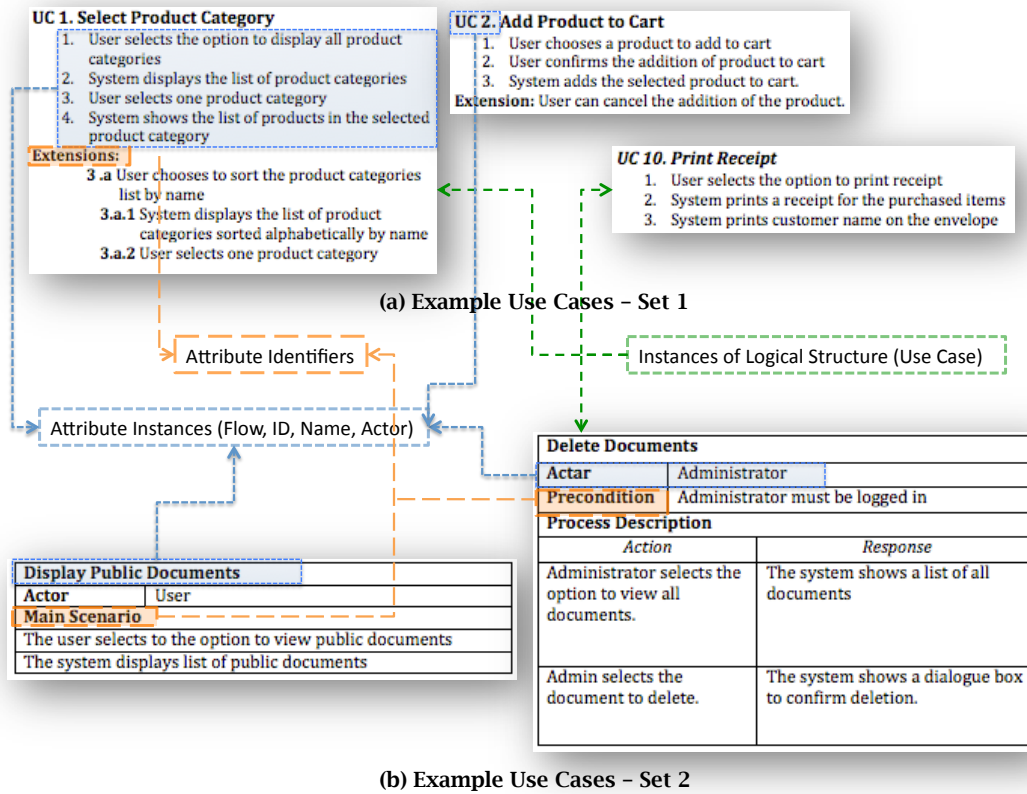 UC 1. Select Product Category
1. User selects the option to display all product
categories
2. System displays the list of product categories
3. User selects one product category
4. System shows the list of products in the selected
product category
Extensions:
3.a User chooses to sort the product categories
list by name
3.a.1 System displays the list of product
categories sorted alphabetically by name
3.a.2 User selects one product category
UC 2. Add Product to Cart
1. User chooses a product to add to cart
2. User confirms the addition of product to cart
3. System adds the selected product to cart.
Extension: User can cancel the addition of the product.
UC 10. Print Receipt
1. User selects the option to print receipt
2. System prints a receipt for the purchased items
3. System prints customer name on the envelope
(a) Example Use Cases – Set 1
Attribute Identifiers
Instances of Logical Structure (Use Case)
Attribute Instances (Flow, ID, Name, Actor)
Display Public Documents
Actor User
Main Scenario
The user selects to the option to view public documents
The system displays list of public documents
Delete Documents
Actar Administrator
Precondition Administrator must be logged in
Process Description
Action Response
Administrator selects the
option to view all
documents.
The system shows a list of all
documents
Admin selects the
document to delete.
The system shows a dialogue box
to confirm deletion.
(b) Example Use Cases – Set 2